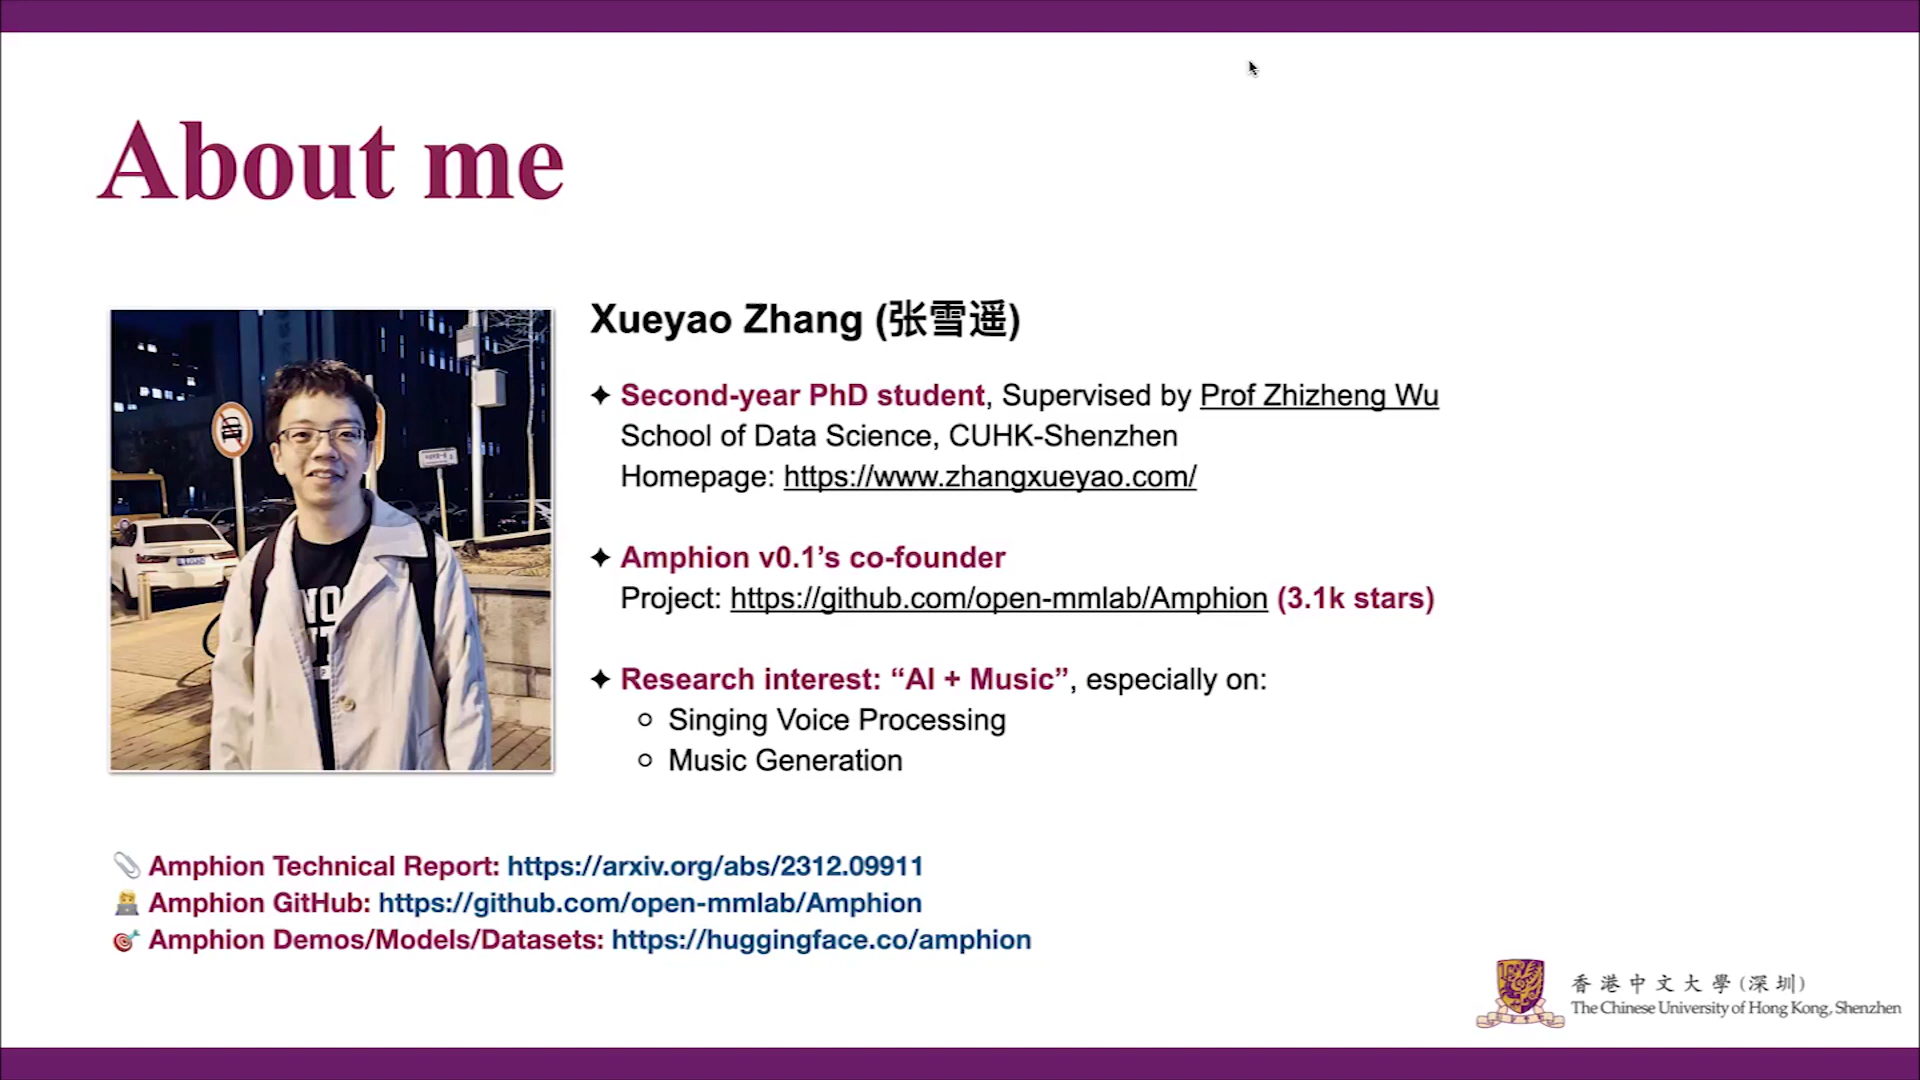 About me
Xueyao Zhang (张雪遥)
Second-year PhD student, Supervised by Prof Zhizheng Wu
School of Data Science, CUHK-Shenzhen
Homepage: https://www.zhangxueyao.com/
Amphion v0.1’s co-founder
Project: https://github.com/open-mmlab/Amphion (3.1k stars)
Research interest: “AI + Music”, especially on:
Singing Voice Processing
Music Generation
Amphion Technical Report: https://arxiv.org/abs/2312.09911
Amphion GitHub: https://github.com/open-mmlab/Amphion
Amphion Demos/Models/Datasets: https://huggingface.co/amphion
香港中文大學(深圳)
The Chinese University of Hong Kong, Shenzhen